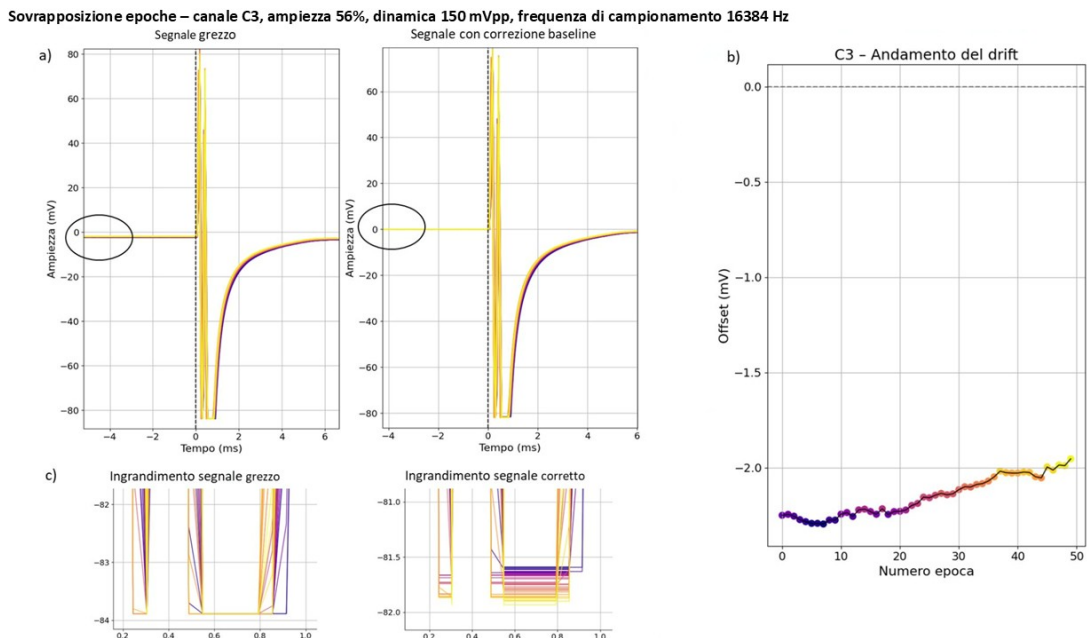 Sovrapposizione epoche – canale C3, ampiezza 56%, dinamica 150 mVpp, frequenza di campionamento 16384 Hz
a)
Segnale grezzo
Ampiezza (mV)
80
60
40
20
0
−20
−40
−60
−80
−4 −2 0 2 4 6
Tempo (ms)
Segnale con correzione baseline
Ampiezza (mV)
80
60
40
20
0
−20
−40
−60
−80
−4 −2 0 2 4 6
Tempo (ms)
b)
C3 – Andamento del drift
Offset (mV)
0.0
−0.5
−1.0
−1.5
−2.0
0 10 20 30 40 50
Numero epoca
c)
Ingrandimento segnale grezzo
−82
−83
−84
0.2 0.4 0.6 0.8 1.0
Ingrandimento segnale corretto
−81.0
−81.5
−82.0
0.2 0.4 0.6 0.8 1.0